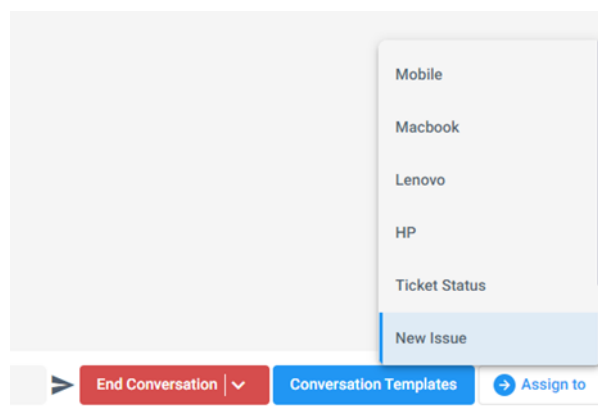 Mobile
Macbook
Lenovo
HP
Ticket Status
New Issue
End Conversation
Conversation Templates
Assign to